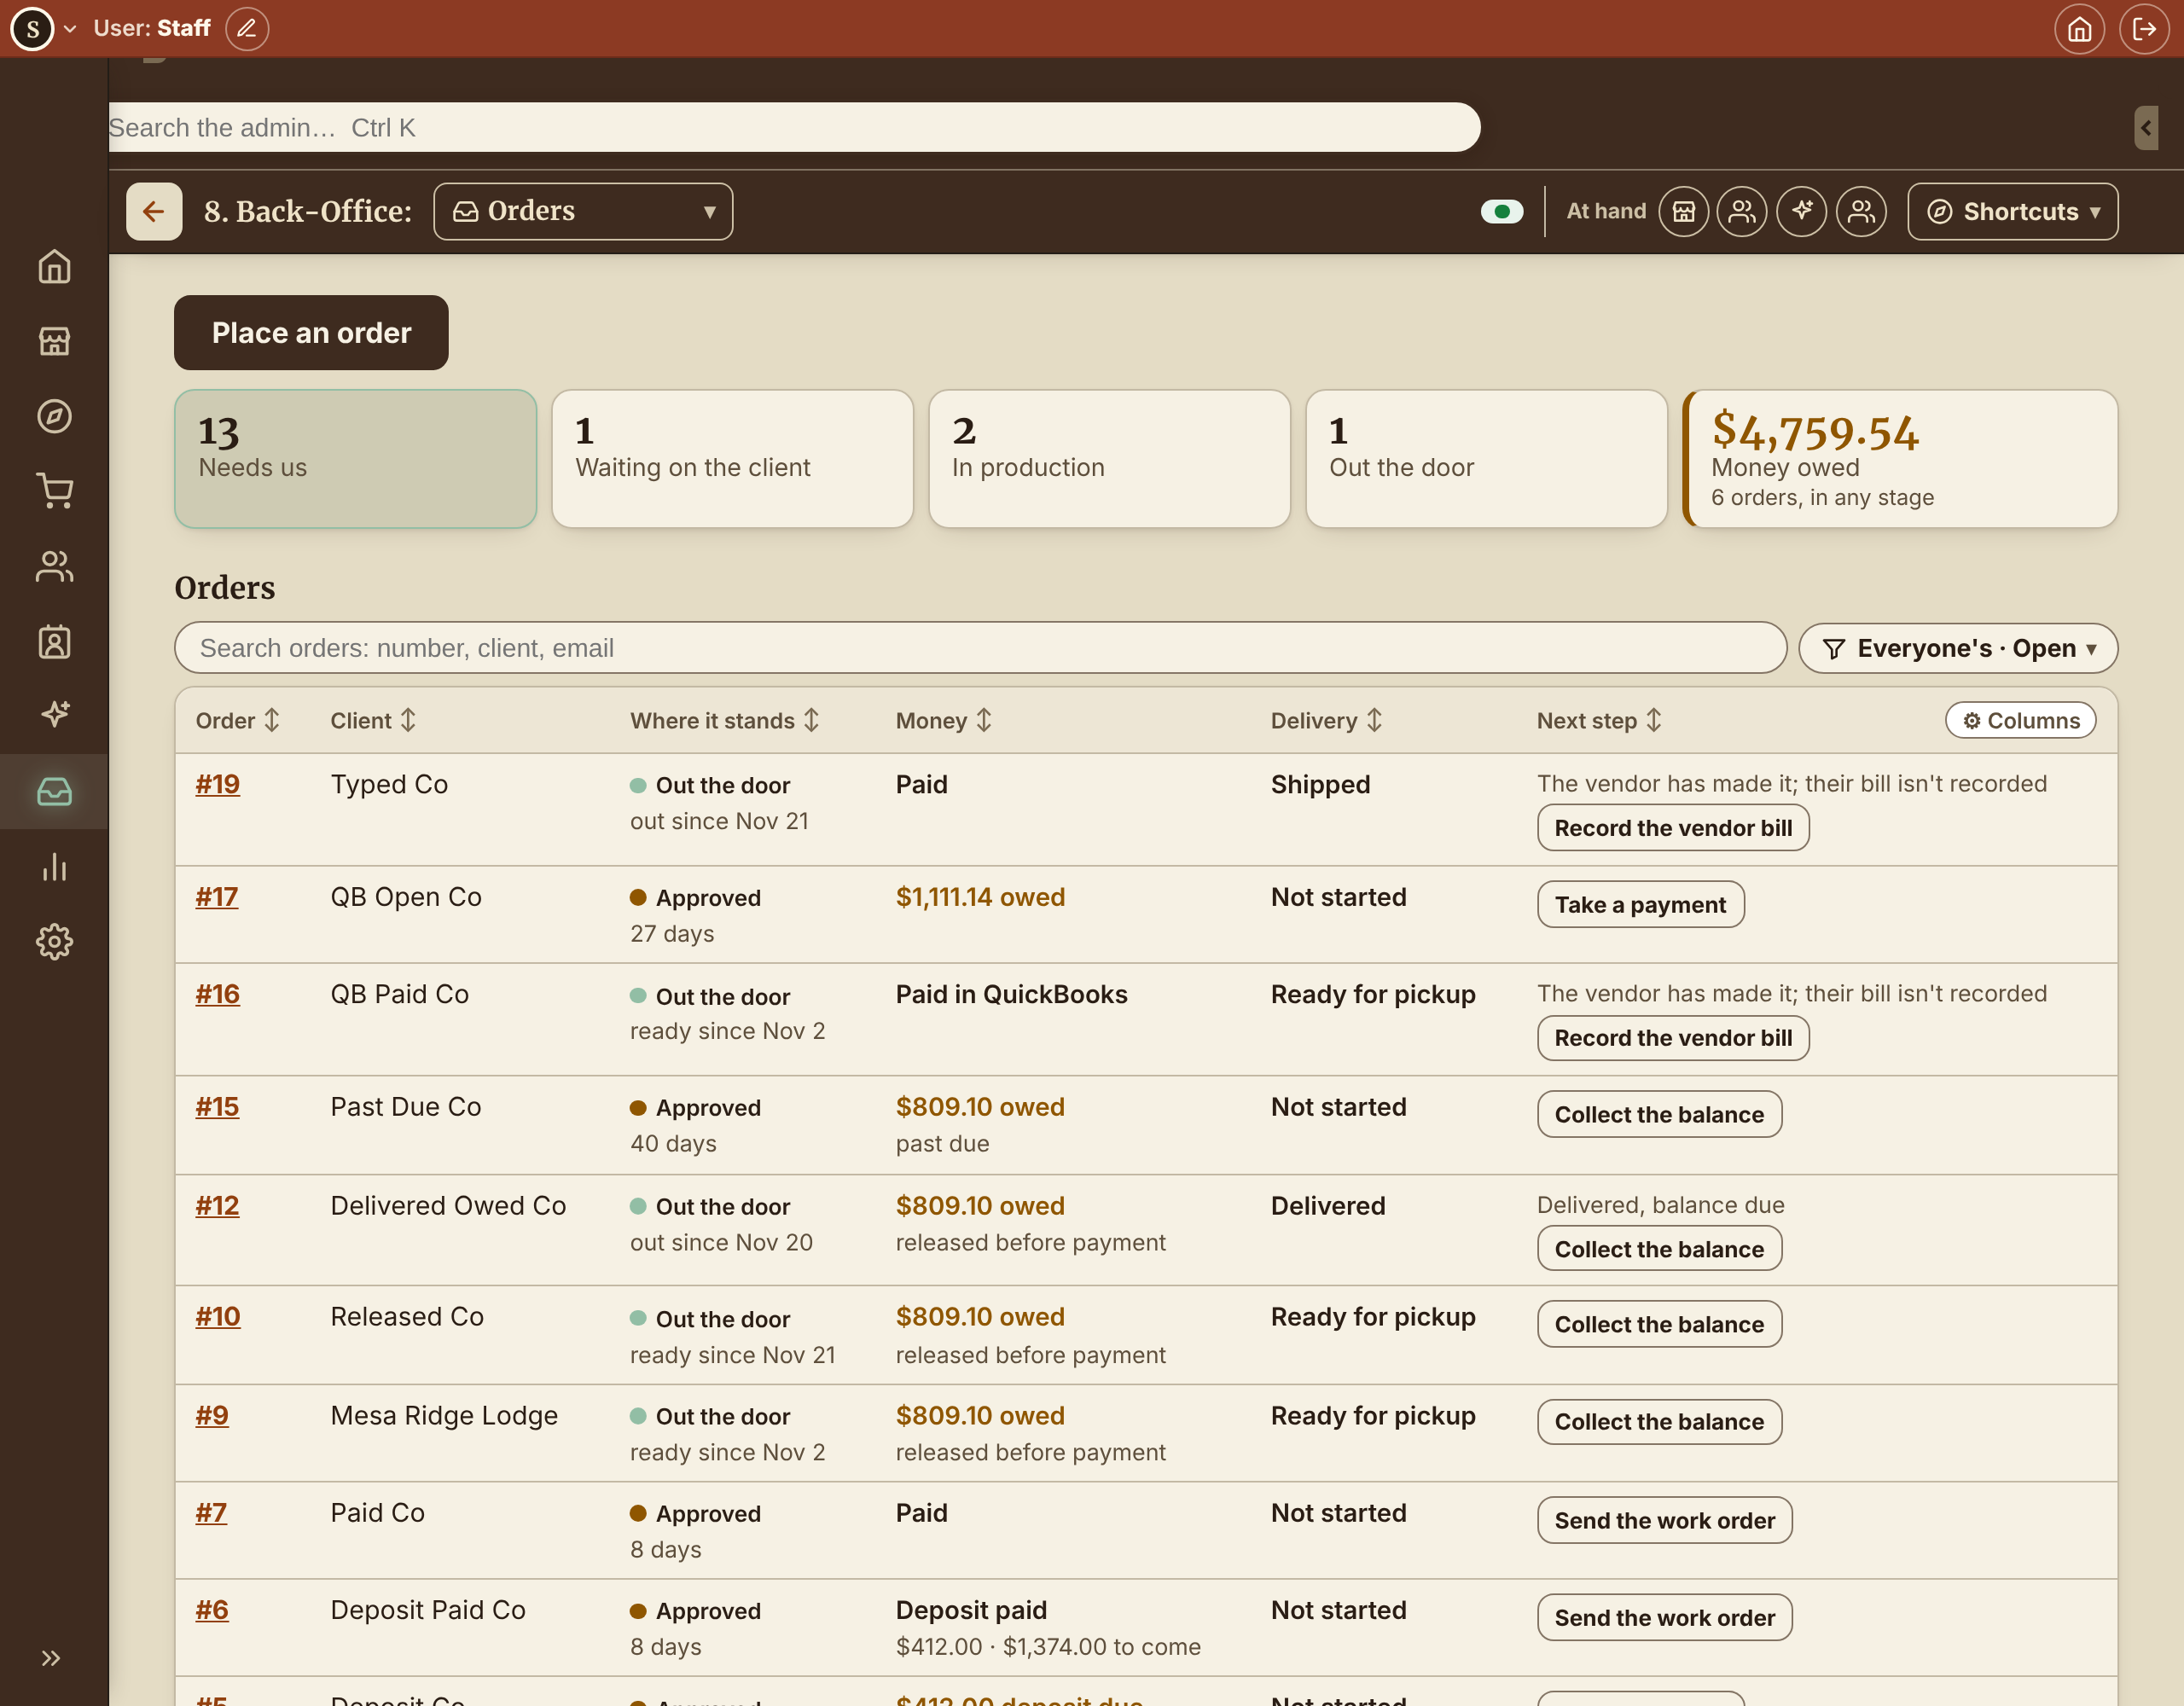 S User: Staff
Search the admin… Ctrl K
8. Back-Office: Orders ▾
At hand
Shortcuts ▾
Place an order
13
Needs us
1
Waiting on the client
2
In production
1
Out the door
$4,759.54
Money owed
6 orders, in any stage
Orders
Search orders: number, client, email
Everyone's · Open ▾
Order Client Where it stands Money Delivery Next step Columns
#19 Typed Co Out the door Paid Shipped The vendor has made it; their bill isn't recorded
out since Nov 21 Record the vendor bill
#17 QB Open Co Approved $1,111.14 owed Not started Take a payment
27 days
#16 QB Paid Co Out the door Paid in QuickBooks Ready for pickup The vendor has made it; their bill isn't recorded
ready since Nov 2 Record the vendor bill
#15 Past Due Co Approved $809.10 owed Not started Collect the balance
40 days past due
#12 Delivered Owed Co Out the door $809.10 owed Delivered Delivered, balance due
out since Nov 20 released before payment Collect the balance
#10 Released Co Out the door $809.10 owed Ready for pickup Collect the balance
ready since Nov 21 released before payment
#9 Mesa Ridge Lodge Out the door $809.10 owed Ready for pickup Collect the balance
ready since Nov 2 released before payment
#7 Paid Co Approved Paid Not started Send the work order
8 days
#6 Deposit Paid Co Approved Deposit paid Not started Send the work order
8 days $412.00 · $1,374.00 to come
#5 Deposit Co Approved $412.00 deposit due Not started